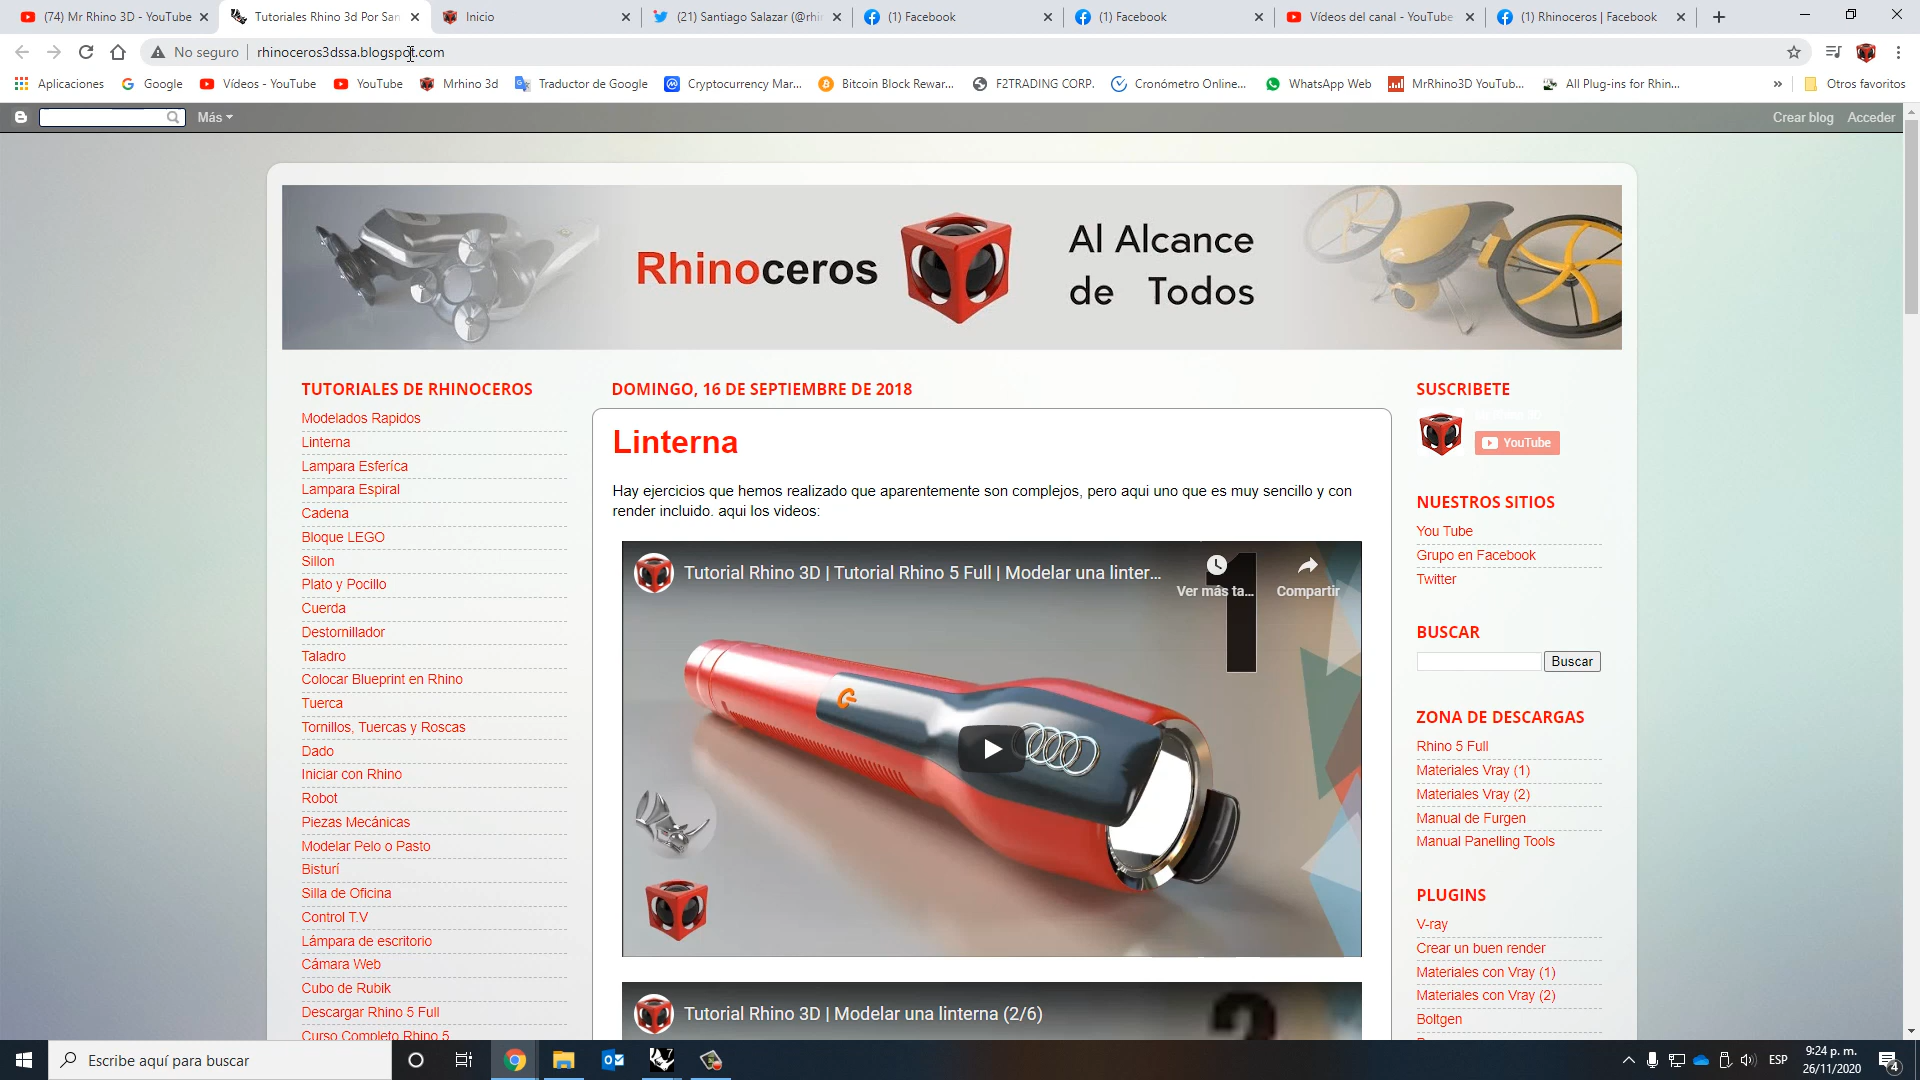 (74) Mr Rhino 3D - YouTube
Tutoriales Rhino 3d Por San
Inicio
(21) Santiago Salazar (@rhi
(1) Facebook
(1) Facebook
Vídeos del canal - YouTube
(1) Rhinoceros | Facebook
No seguro
rhinoceros3dssa.blogspot.com
Aplicaciones
Google
Vídeos - YouTube
YouTube
Mrhino 3d
Traductor de Google
Cryptocurrency Mar...
Bitcoin Block Rewar...
F2TRADING CORP.
Cronómetro Online...
WhatsApp Web
MrRhino3D YouTub...
All Plug-ins for Rhin...
»
Otros favoritos
Más
Crear blog
Acceder
Rhinoceros
Al Alcance
de Todos
TUTORIALES DE RHINOCEROS
Modelados Rapidos
Linterna
Lampara Esferíca
Lampara Espiral
Cadena
Bloque LEGO
Sillon
Plato y Pocillo
Cuerda
Destornillador
Taladro
Colocar Blueprint en Rhino
Tuerca
Tornillos, Tuercas y Roscas
Dado
Iniciar con Rhino
Robot
Piezas Mecánicas
Modelar Pelo o Pasto
Bisturí
Silla de Oficina
Control T.V
Lámpara de escritorio
Cámara Web
Cubo de Rubik
Descargar Rhino 5 Full
Curso Completo Rhino 5
DOMINGO, 16 DE SEPTIEMBRE DE 2018
Linterna
Hay ejercicios que hemos realizado que aparentemente son complejos, pero aqui uno que es muy sencillo y con
render incluido. aqui los videos:
Tutorial Rhino 3D | Tutorial Rhino 5 Full | Modelar una linter...
1
Ver más ta...
Compartir
Tutorial Rhino 3D | Modelar una linterna (2/6)
2
SUSCRIBETE
YouTube
NUESTROS SITIOS
You Tube
Grupo en Facebook
Twitter
BUSCAR
Buscar
ZONA DE DESCARGAS
Rhino 5 Full
Materiales Vray (1)
Materiales Vray (2)
Manual de Furgen
Manual Panelling Tools
PLUGINS
V-ray
Crear un buen render
Materiales con Vray (1)
Materiales con Vray (2)
Boltgen
Escribe aquí para buscar
7
ESP
9:24 p. m.
26/11/2020
4